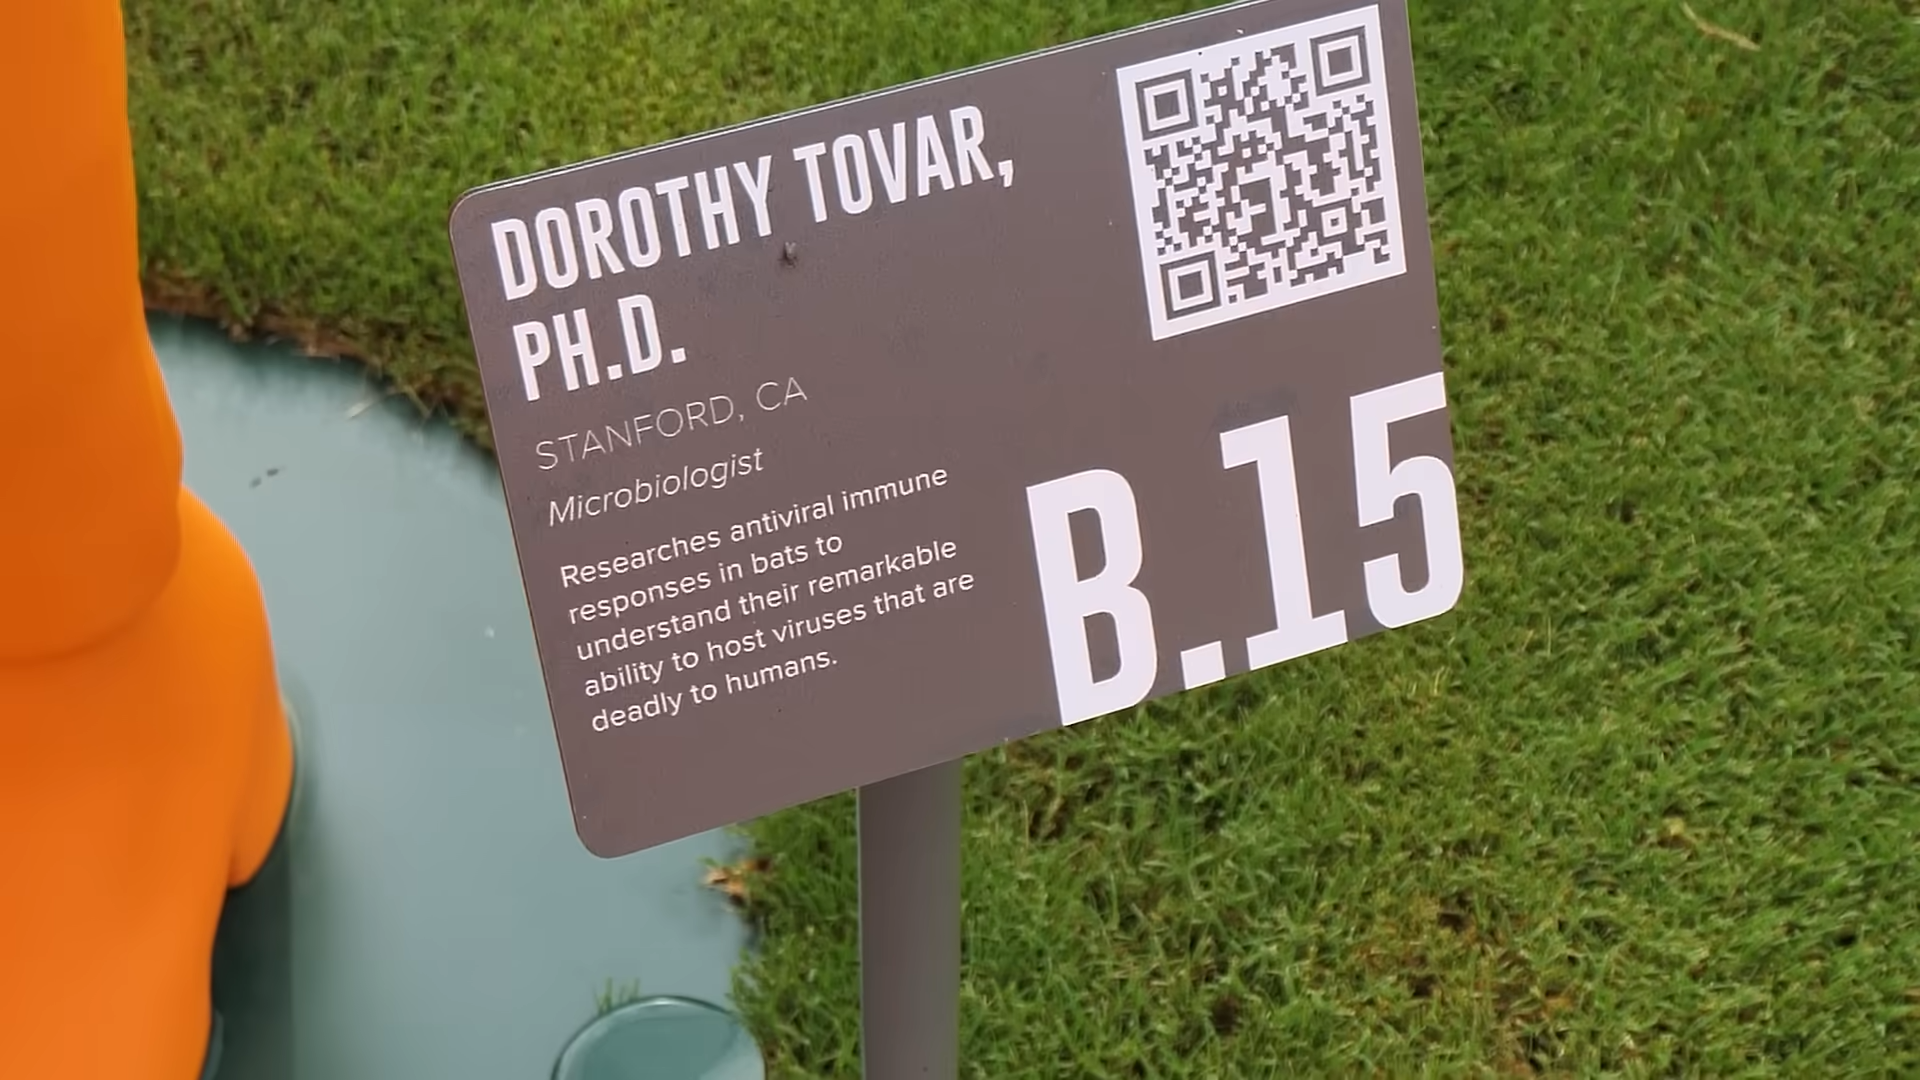 DOROTHY TOVAR,
PH.D.
STANFORD, CA
Microbiologist
Researches antiviral immune
responses in bats to
understand their remarkable
ability to host viruses that are
deadly to humans.
B.15